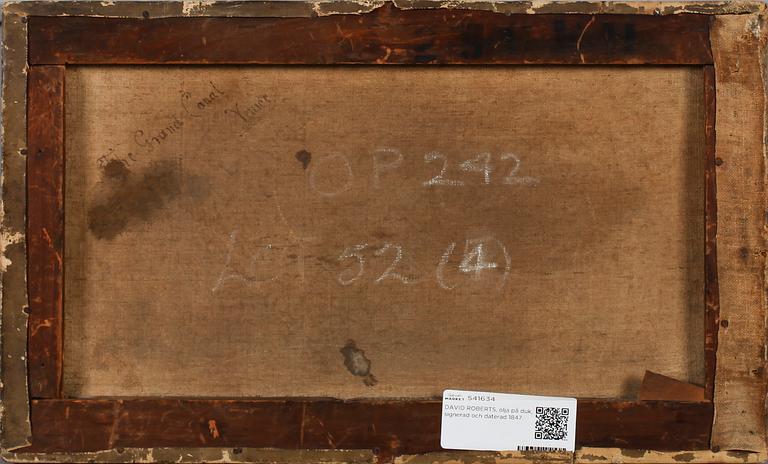 The Grand Canal
Venice
OP 242
LOT 52 (4)
MARKET 541634
DAVID ROBERTS, olja på duk,
signerad och daterad 1847.